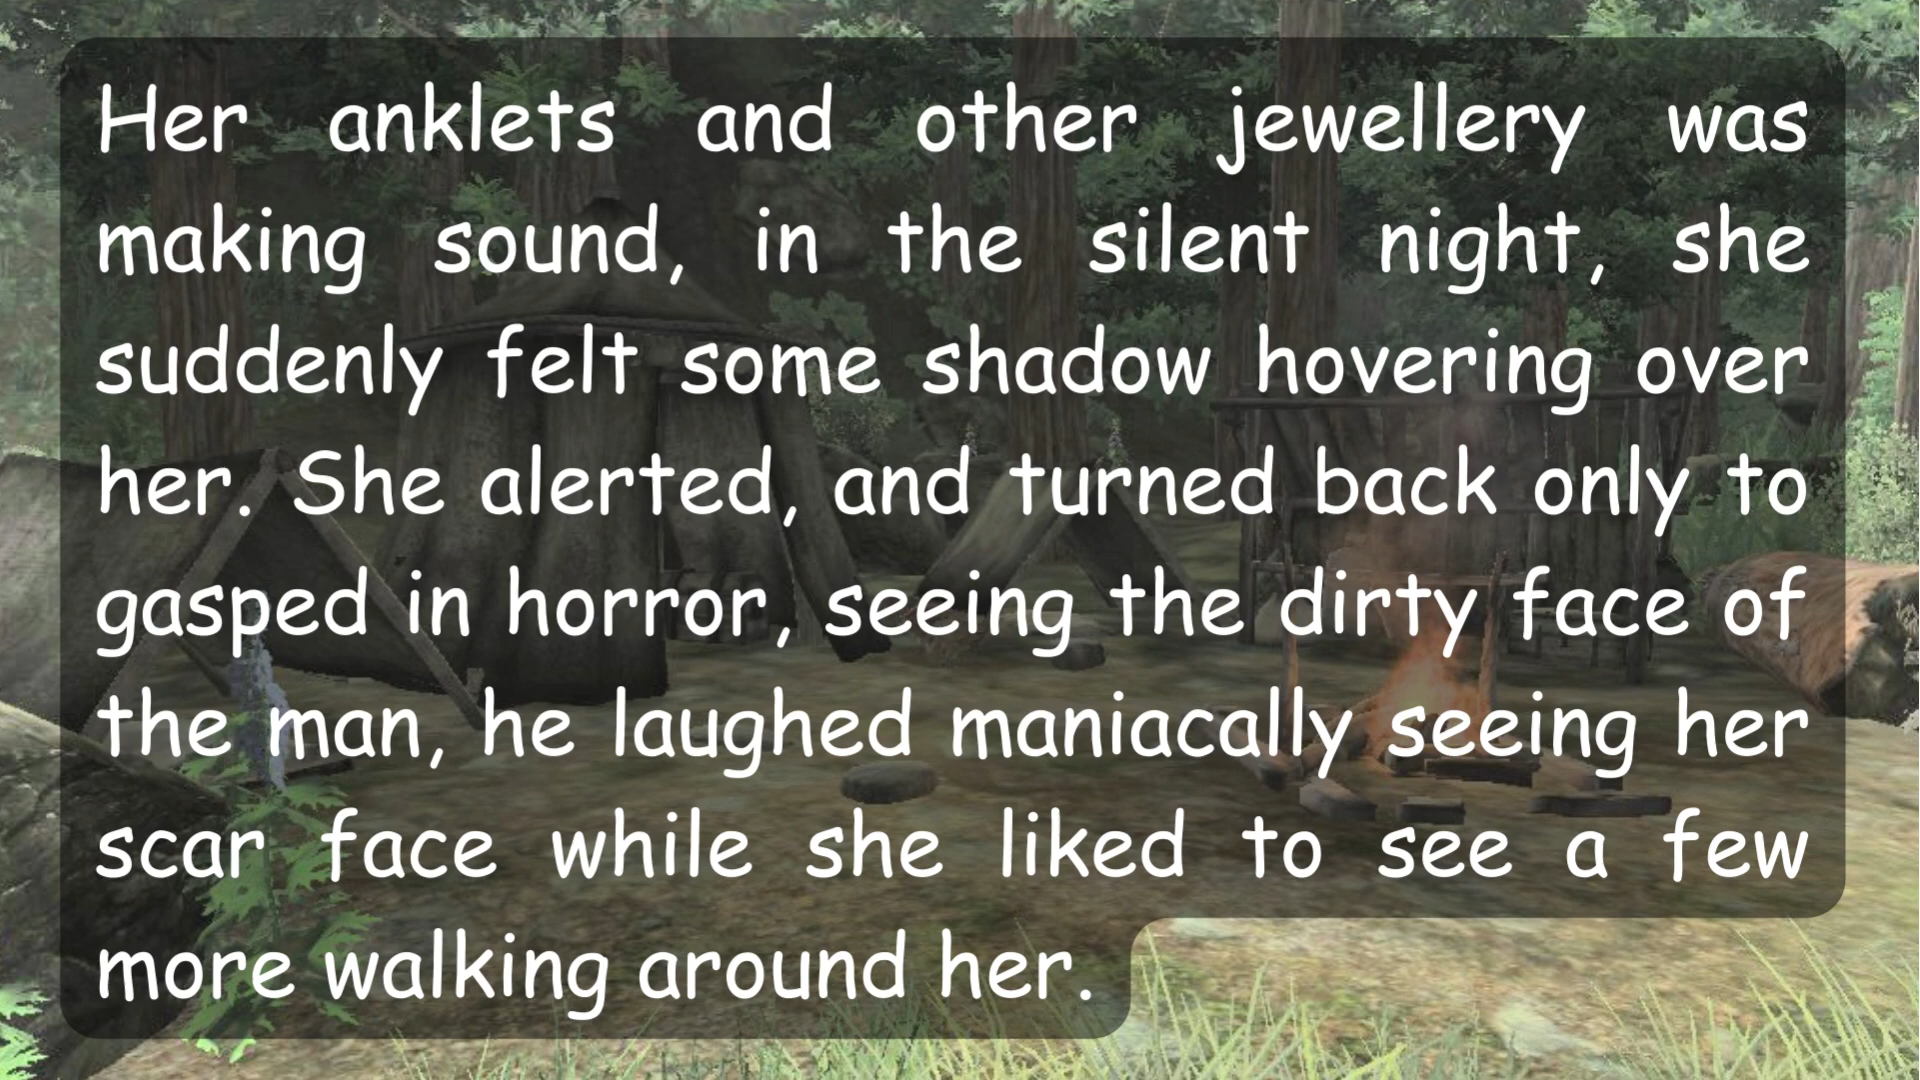 Her anklets and other jewellery was
making sound, in the silent night, she
suddenly felt some shadow hovering over
her. She alerted, and turned back only to
gasped in horror, seeing the dirty face of
the man, he laughed maniacally seeing her
scar face while she liked to see a few
more walking around her.